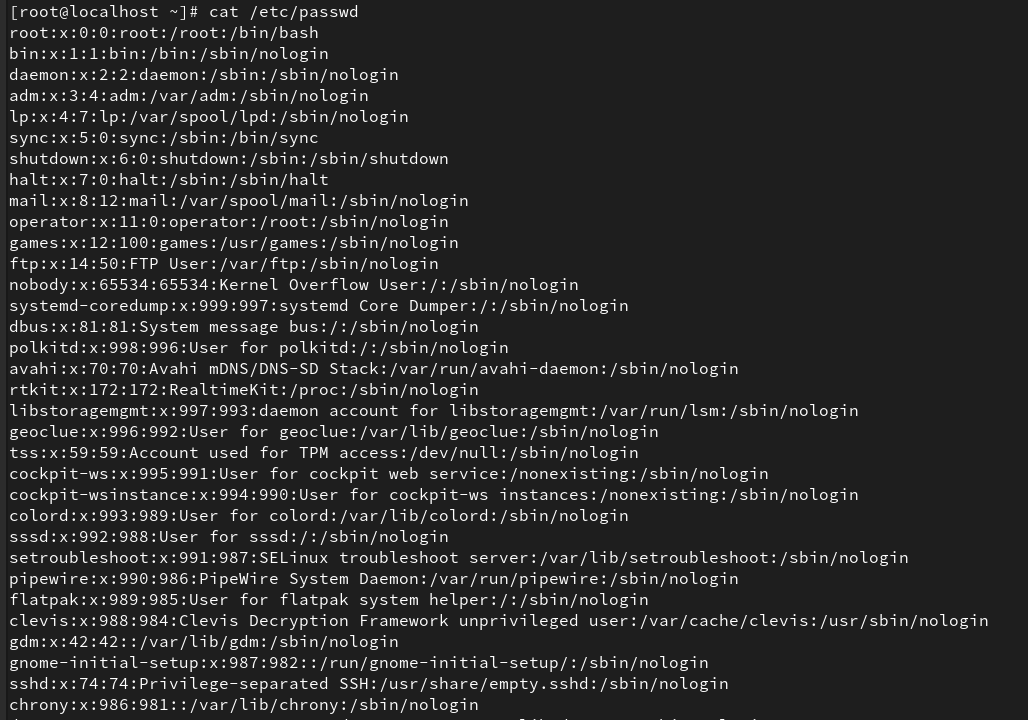 [root@localhost ~]# cat /etc/passwd
root:x:0:0:root:/root:/bin/bash
bin:x:1:1:bin:/bin:/sbin/nologin
daemon:x:2:2:daemon:/sbin:/sbin/nologin
adm:x:3:4:adm:/var/adm:/sbin/nologin
lp:x:4:7:lp:/var/spool/lpd:/sbin/nologin
sync:x:5:0:sync:/sbin:/bin/sync
shutdown:x:6:0:shutdown:/sbin:/sbin/shutdown
halt:x:7:0:halt:/sbin:/sbin/halt
mail:x:8:12:mail:/var/spool/mail:/sbin/nologin
operator:x:11:0:operator:/root:/sbin/nologin
games:x:12:100:games:/usr/games:/sbin/nologin
ftp:x:14:50:FTP User:/var/ftp:/sbin/nologin
nobody:x:65534:65534:Kernel Overflow User:/:/sbin/nologin
systemd-coredump:x:999:997:systemd Core Dumper:/:/sbin/nologin
dbus:x:81:81:System message bus:/:/sbin/nologin
polkitd:x:998:996:User for polkitd:/:/sbin/nologin
avahi:x:70:70:Avahi mDNS/DNS-SD Stack:/var/run/avahi-daemon:/sbin/nologin
rtkit:x:172:172:RealtimeKit:/proc:/sbin/nologin
libstoragemgmt:x:997:993:daemon account for libstoragemgmt:/var/run/lsm:/sbin/nologin
geoclue:x:996:992:User for geoclue:/var/lib/geoclue:/sbin/nologin
tss:x:59:59:Account used for TPM access:/dev/null:/sbin/nologin
cockpit-ws:x:995:991:User for cockpit web service:/nonexisting:/sbin/nologin
cockpit-wsinstance:x:994:990:User for cockpit-ws instances:/nonexisting:/sbin/nologin
colord:x:993:989:User for colord:/var/lib/colord:/sbin/nologin
sssd:x:992:988:User for sssd:/:/sbin/nologin
setroubleshoot:x:991:987:SELinux troubleshoot server:/var/lib/setroubleshoot:/sbin/nologin
pipewire:x:990:986:PipeWire System Daemon:/var/run/pipewire:/sbin/nologin
flatpak:x:989:985:User for flatpak system helper:/:/sbin/nologin
clevis:x:988:984:Clevis Decryption Framework unprivileged user:/var/cache/clevis:/usr/sbin/nologin
gdm:x:42:42::/var/lib/gdm:/sbin/nologin
gnome-initial-setup:x:987:982::/run/gnome-initial-setup/:/sbin/nologin
sshd:x:74:74:Privilege-separated SSH:/usr/share/empty.sshd:/sbin/nologin
chrony:x:986:981::/var/lib/chrony:/sbin/nologin